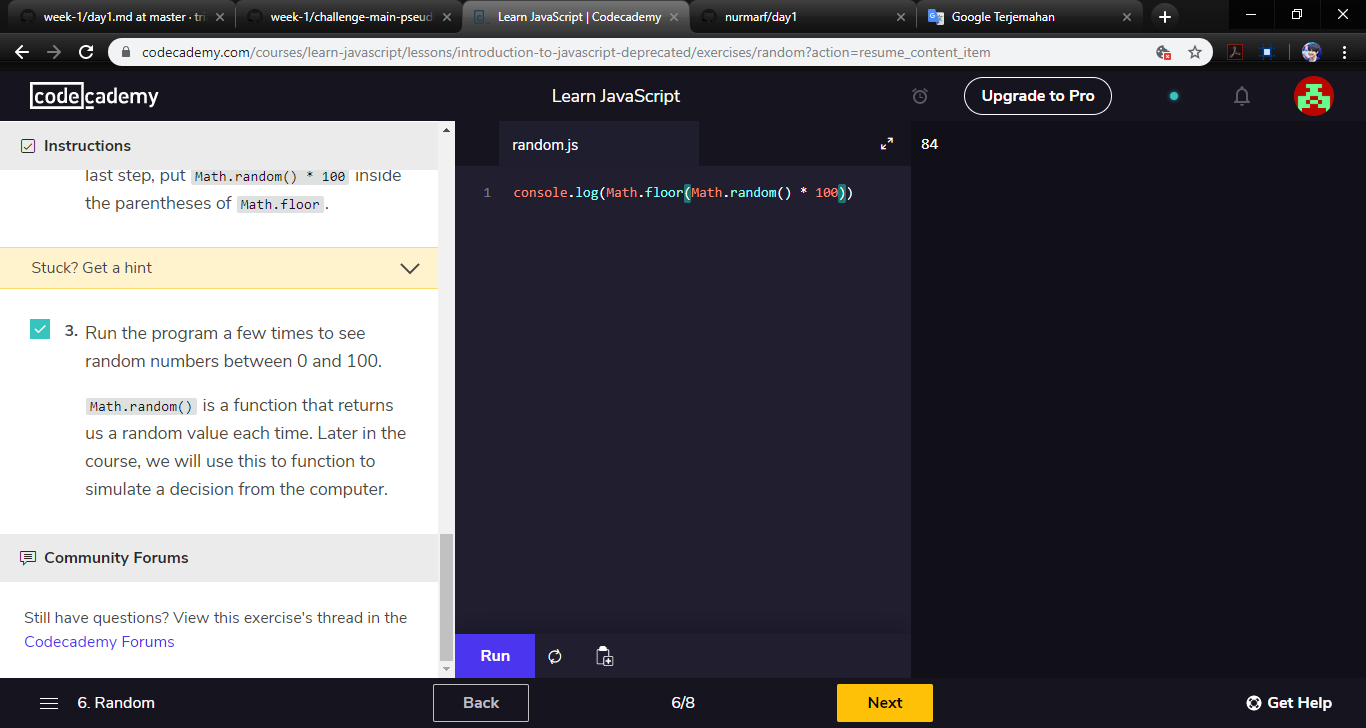 week-1/day1.md at master · tri
week-1/challenge-main-pseud
Learn JavaScript | Codecademy
nurmarf/day1
Google Terjemahan
codecademy.com/courses/learn-javascript/lessons/introduction-to-javascript-deprecated/exercises/random?action=resume_content_item
codecademy
Learn JavaScript
Upgrade to Pro
Instructions
last step, put Math.random() * 100 inside
the parentheses of Math.floor.
Stuck? Get a hint
3. Run the program a few times to see
random numbers between 0 and 100.
Math.random() is a function that returns
us a random value each time. Later in the
course, we will use this to function to
simulate a decision from the computer.
Community Forums
Still have questions? View this exercise's thread in the
Codecademy Forums
random.js
1 console.log(Math.floor(Math.random() * 100))
Run
84
6. Random
Back
6/8
Next
Get Help